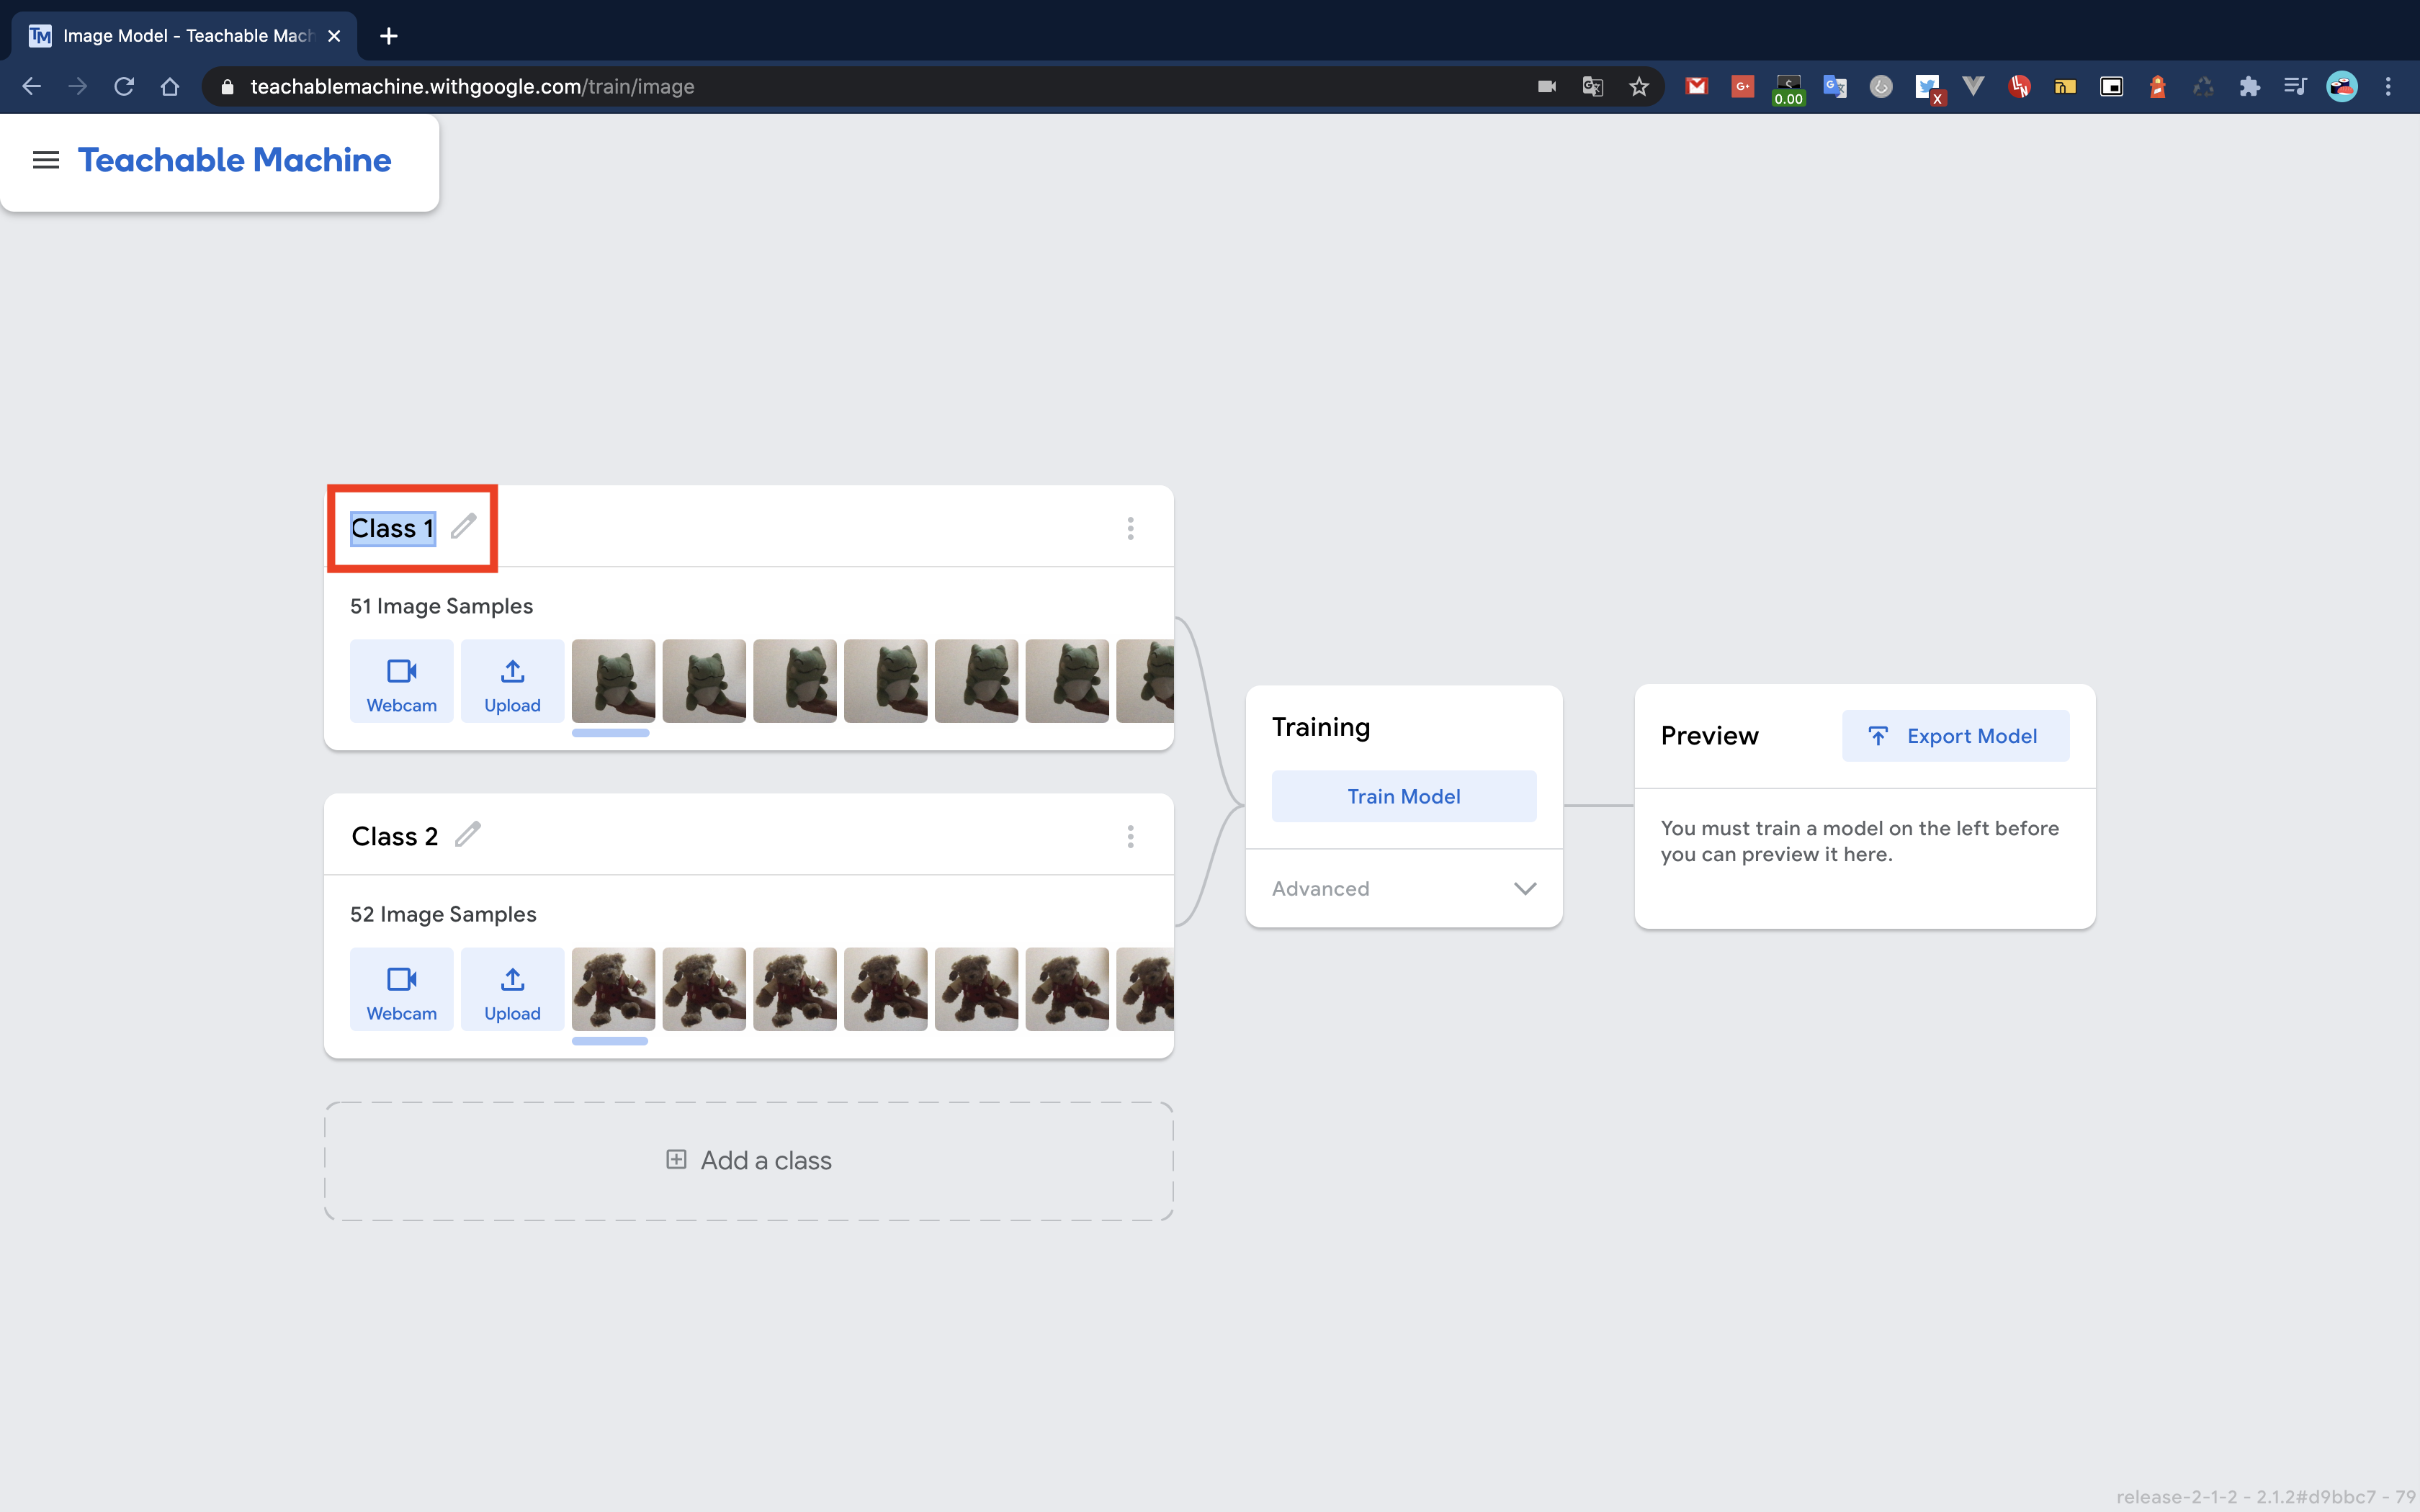 Image Model - Teachable Mach
teachablemachine.withgoogle.com/train/image
0.00
Teachable Machine
Class 1
51 Image Samples
Webcam
Upload
Class 2
52 Image Samples
Webcam
Upload
Add a class
Training
Train Model
Advanced
Preview
Export Model
You must train a model on the left before
you can preview it here.
release-2-1-2 - 2.1.2#d9bbc7 - 79